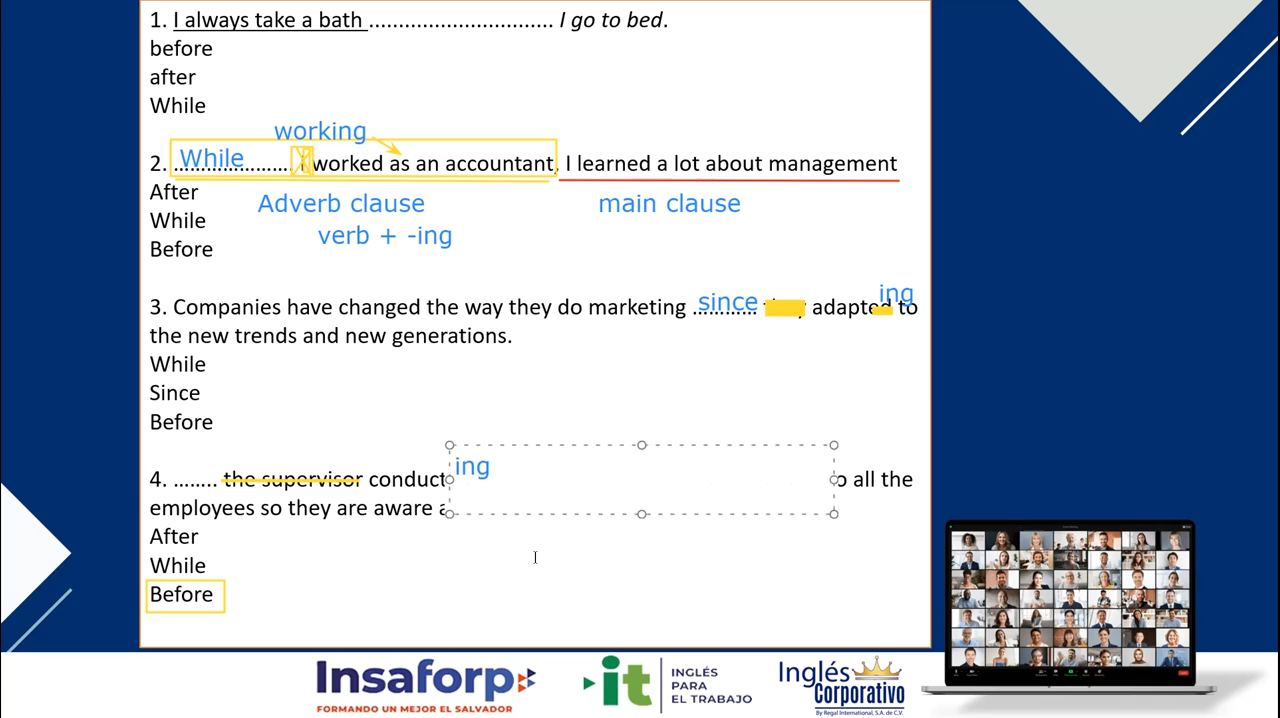 1. I always take a bath ............................ I go to bed.
before
after
While
working
2. While ................... I worked as an accountant, I learned a lot about management
After
Adverb clause main clause
While
verb + -ing
Before
3. Companies have changed the way they do marketing since ........... adapted ing to
the new trends and new generations.
While
Since
Before
4. ........ the supervisor conduct ing all the
employees so they are aware
After
While
Before
Insaforp
FORMANDO UN MEJOR EL SALVADOR
it
INGLÉS
PARA
EL TRABAJO
Inglés
Corporativo
By Regal International, S.A. de C.V.